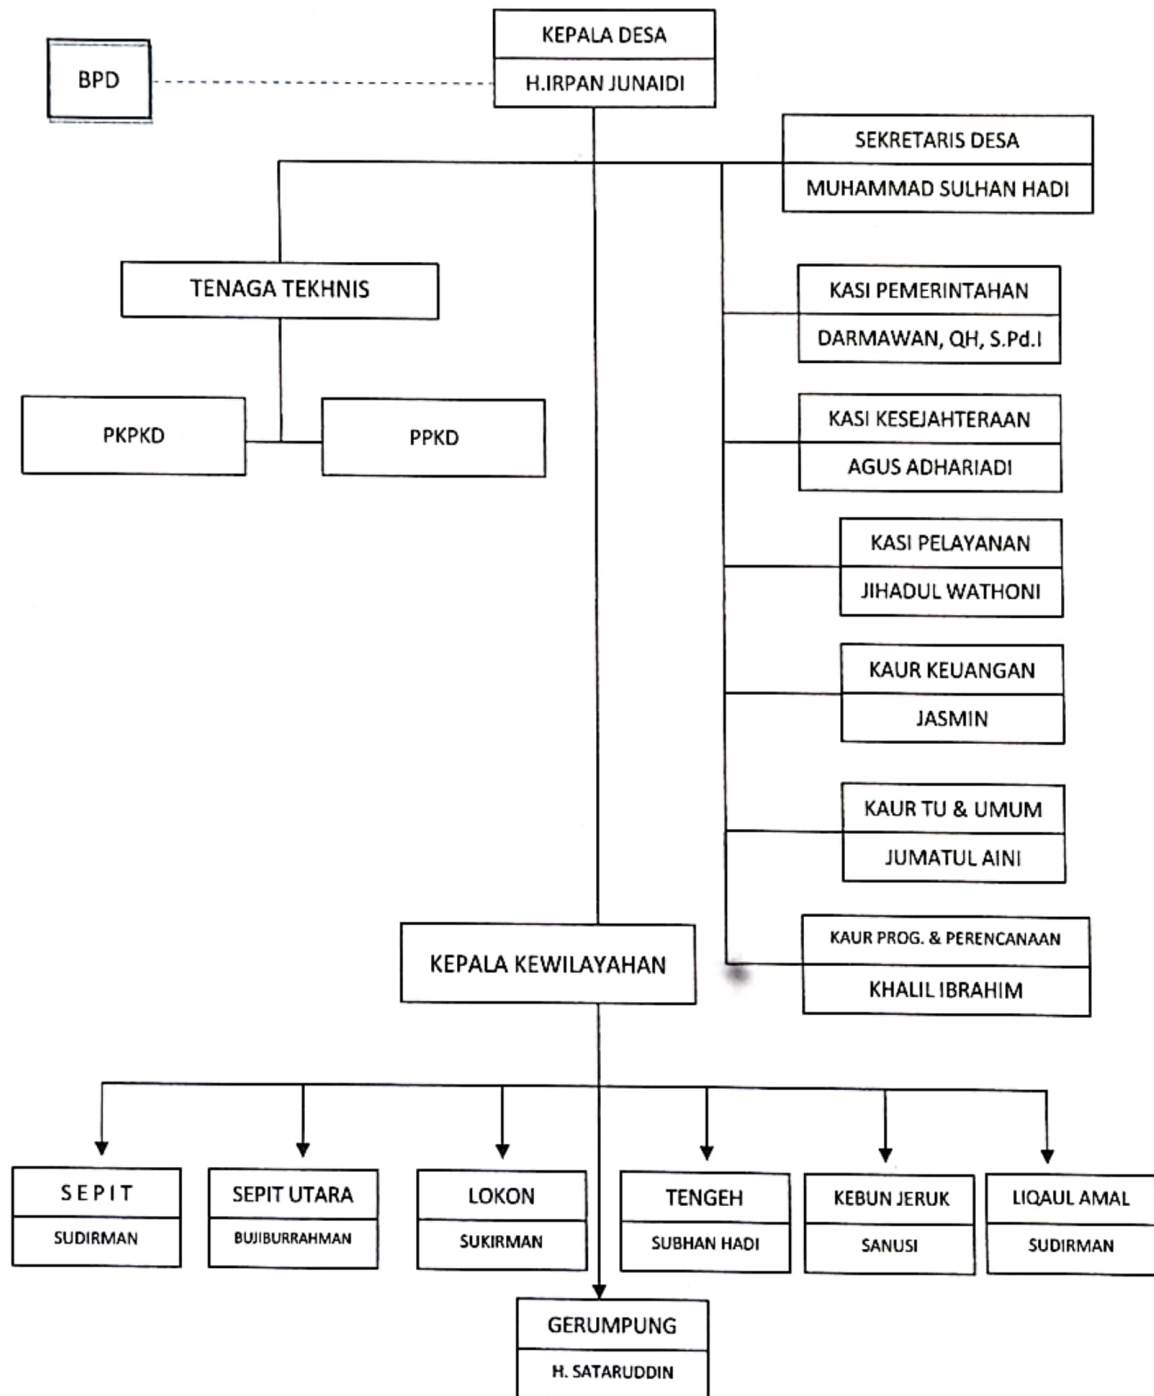 KEPALA DESA
H.IRPAN JUNAIDI
BPD
SEKRETARIS DESA
MUHAMMAD SULHAN HADI
TENAGA TEKHNIS
KASI PEMERINTAHAN
DARMAWAN, QH, S.Pd.I
PKPKD
PPKD
KASI KESEJAHTERAAN
AGUS ADHARIADI
KASI PELAYANAN
JIHADUL WATHONI
KAUR KEUANGAN
JASMIN
KAUR TU & UMUM
JUMATUL AINI
KAUR PROG. & PERENCANAAN
KHALIL IBRAHIM
KEPALA KEWILAYAHAN
S E P I T
SUDIRMAN
SEPIT UTARA
BUJIBURRAHMAN
LOKON
SUKIRMAN
TENGEH
SUBHAN HADI
KEBUN JERUK
SANUSI
LIQAUL AMAL
SUDIRMAN
GERUMPUNG
H. SATARUDDIN